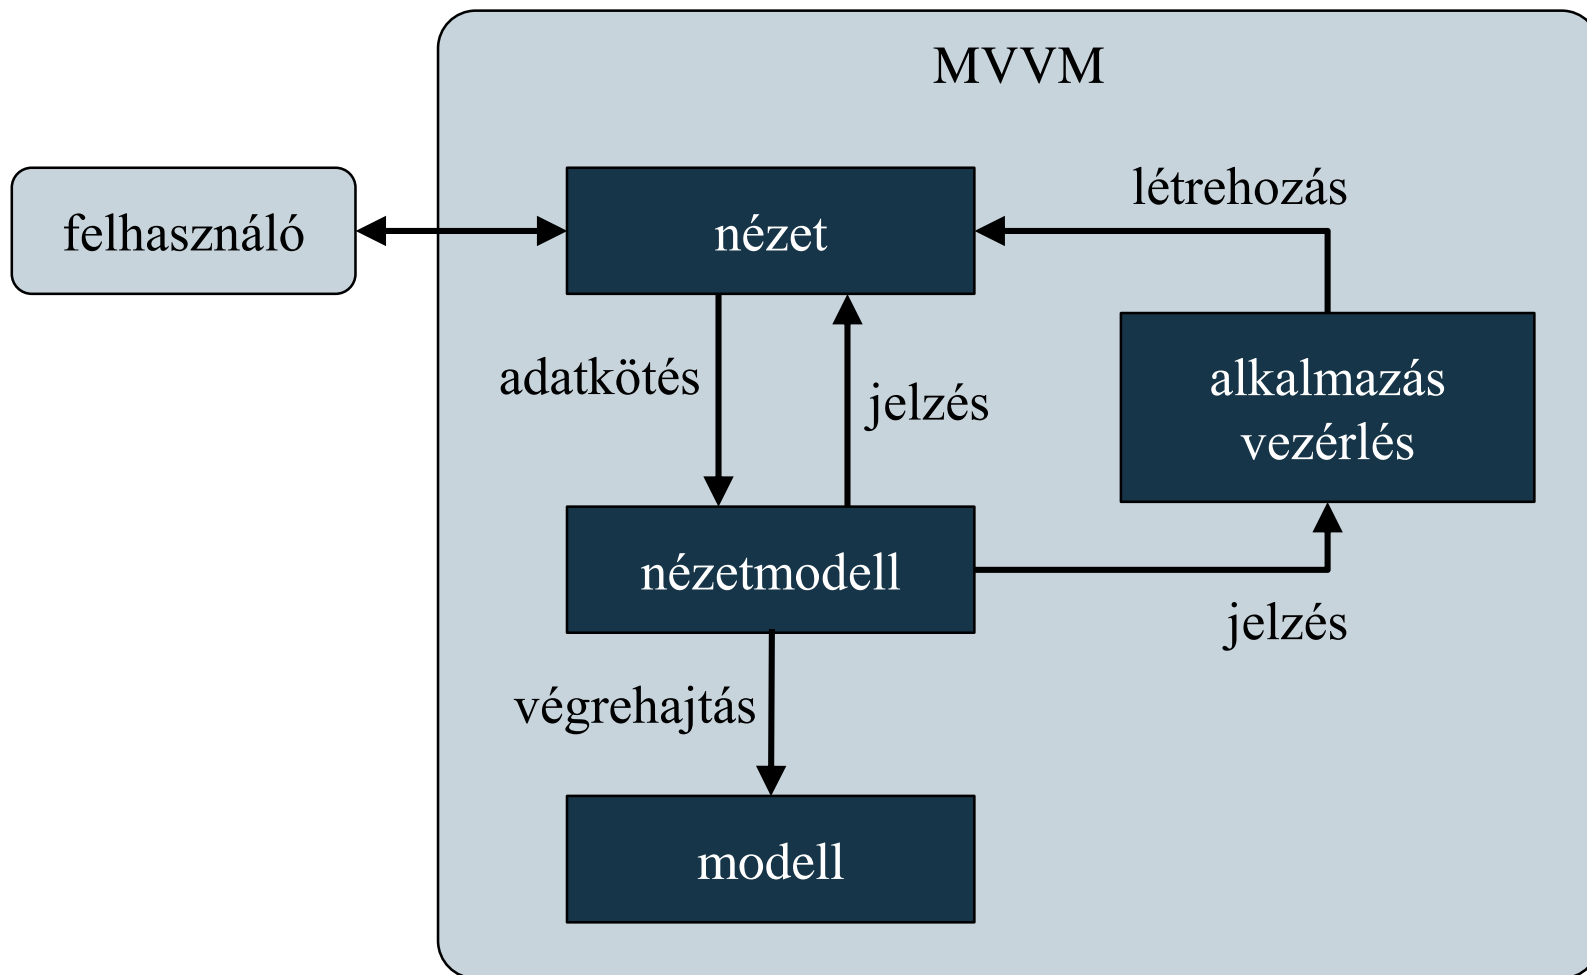 MVVM
létrehozás
felhasználó
nézet
adatkötés
jelzés
alkalmazás
vezérlés
nézetmodell
jelzés
végrehajtás
modell